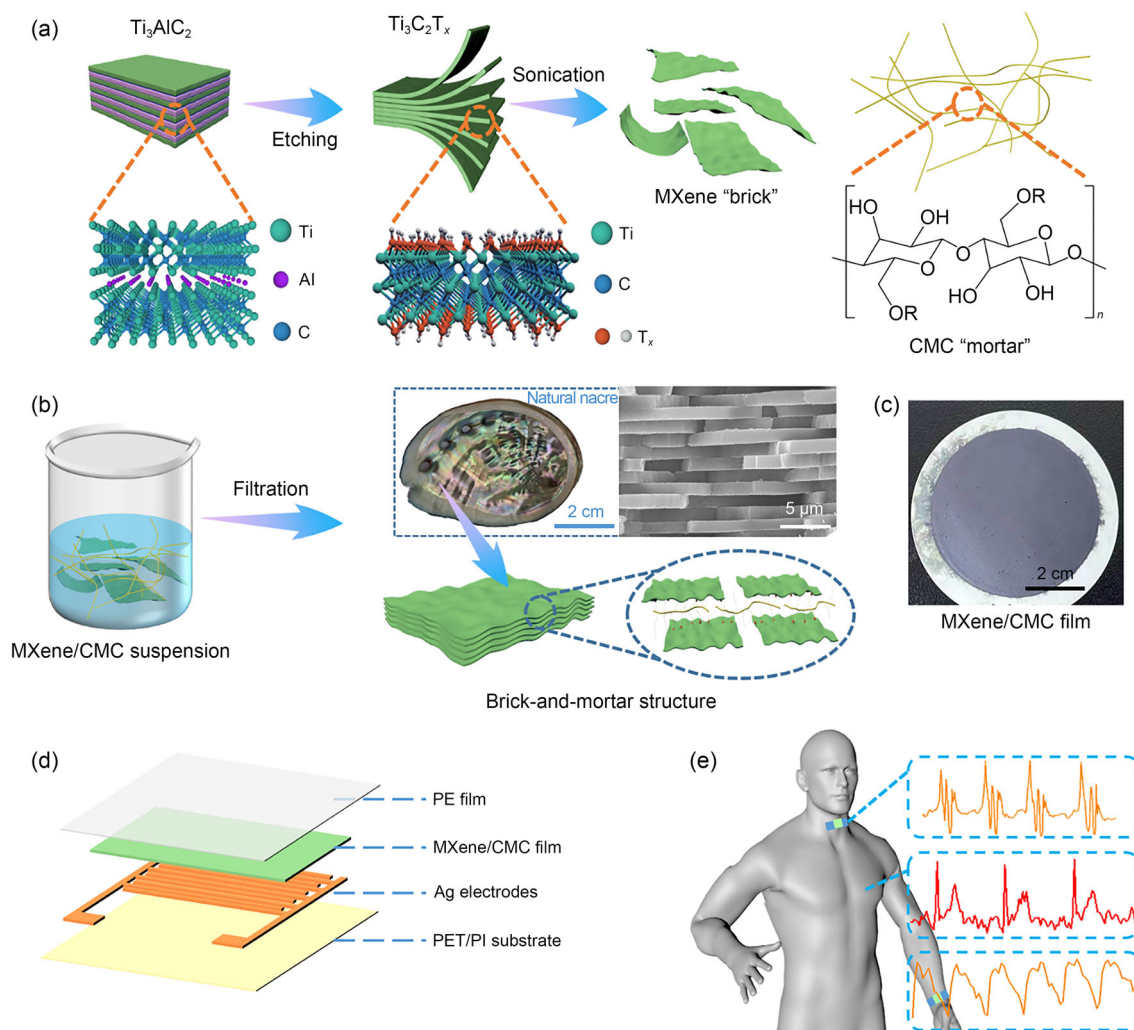 (a)
Ti₃AlC₂
Ti₃C₂Tₓ
Etching
Sonication
MXene “brick”
Ti
Al
C
Ti
C
Tₓ
HO
OH
OR
HO
O
O
O
O
OR
HO
OH
O
n
CMC “mortar”
(b)
Filtration
MXene/CMC suspension
Natural nacre
2 cm
5 μm
Brick-and-mortar structure
(c)
2 cm
MXene/CMC film
(d)
PE film
MXene/CMC film
Ag electrodes
PET/PI substrate
(e)